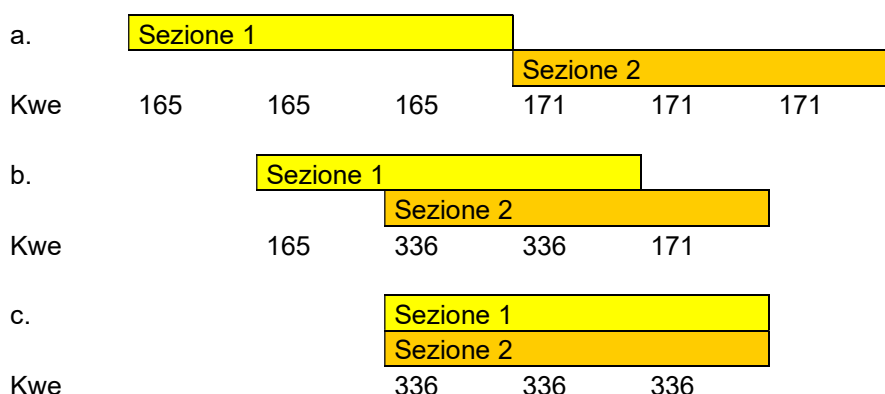 a. Sezione 1
Sezione 2
Kwe 165 165 165 171 171 171
b. Sezione 1
Sezione 2
Kwe 165 336 336 171
c. Sezione 1
Sezione 2
Kwe 336 336 336